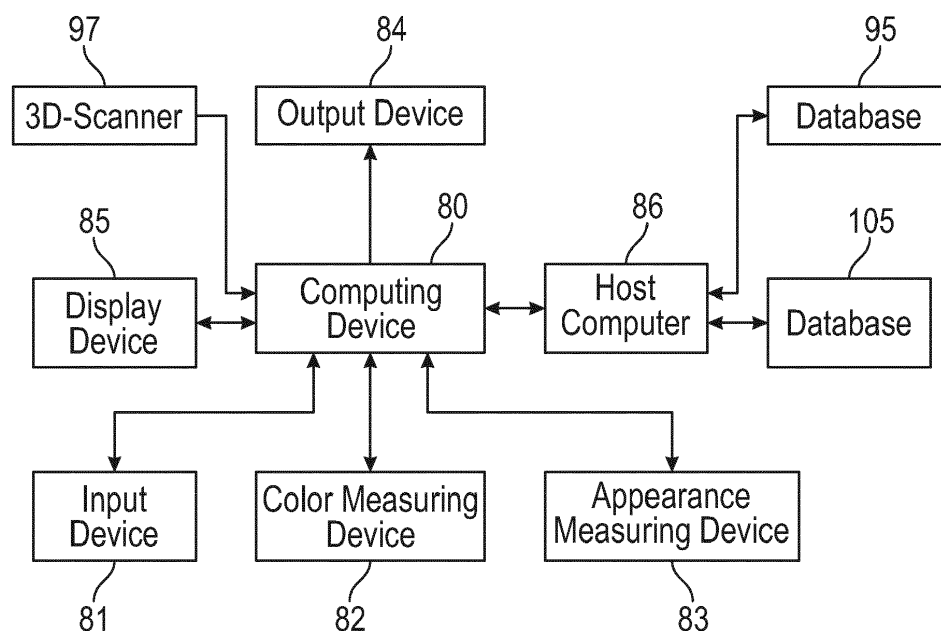 97
84
95
3D-Scanner
Output Device
Database
85
80
86
105
Display
Device
Computing
Device
Host
Computer
Database
Input
Device
Color Measuring
Device
Appearance
Measuring Device
81
82
83